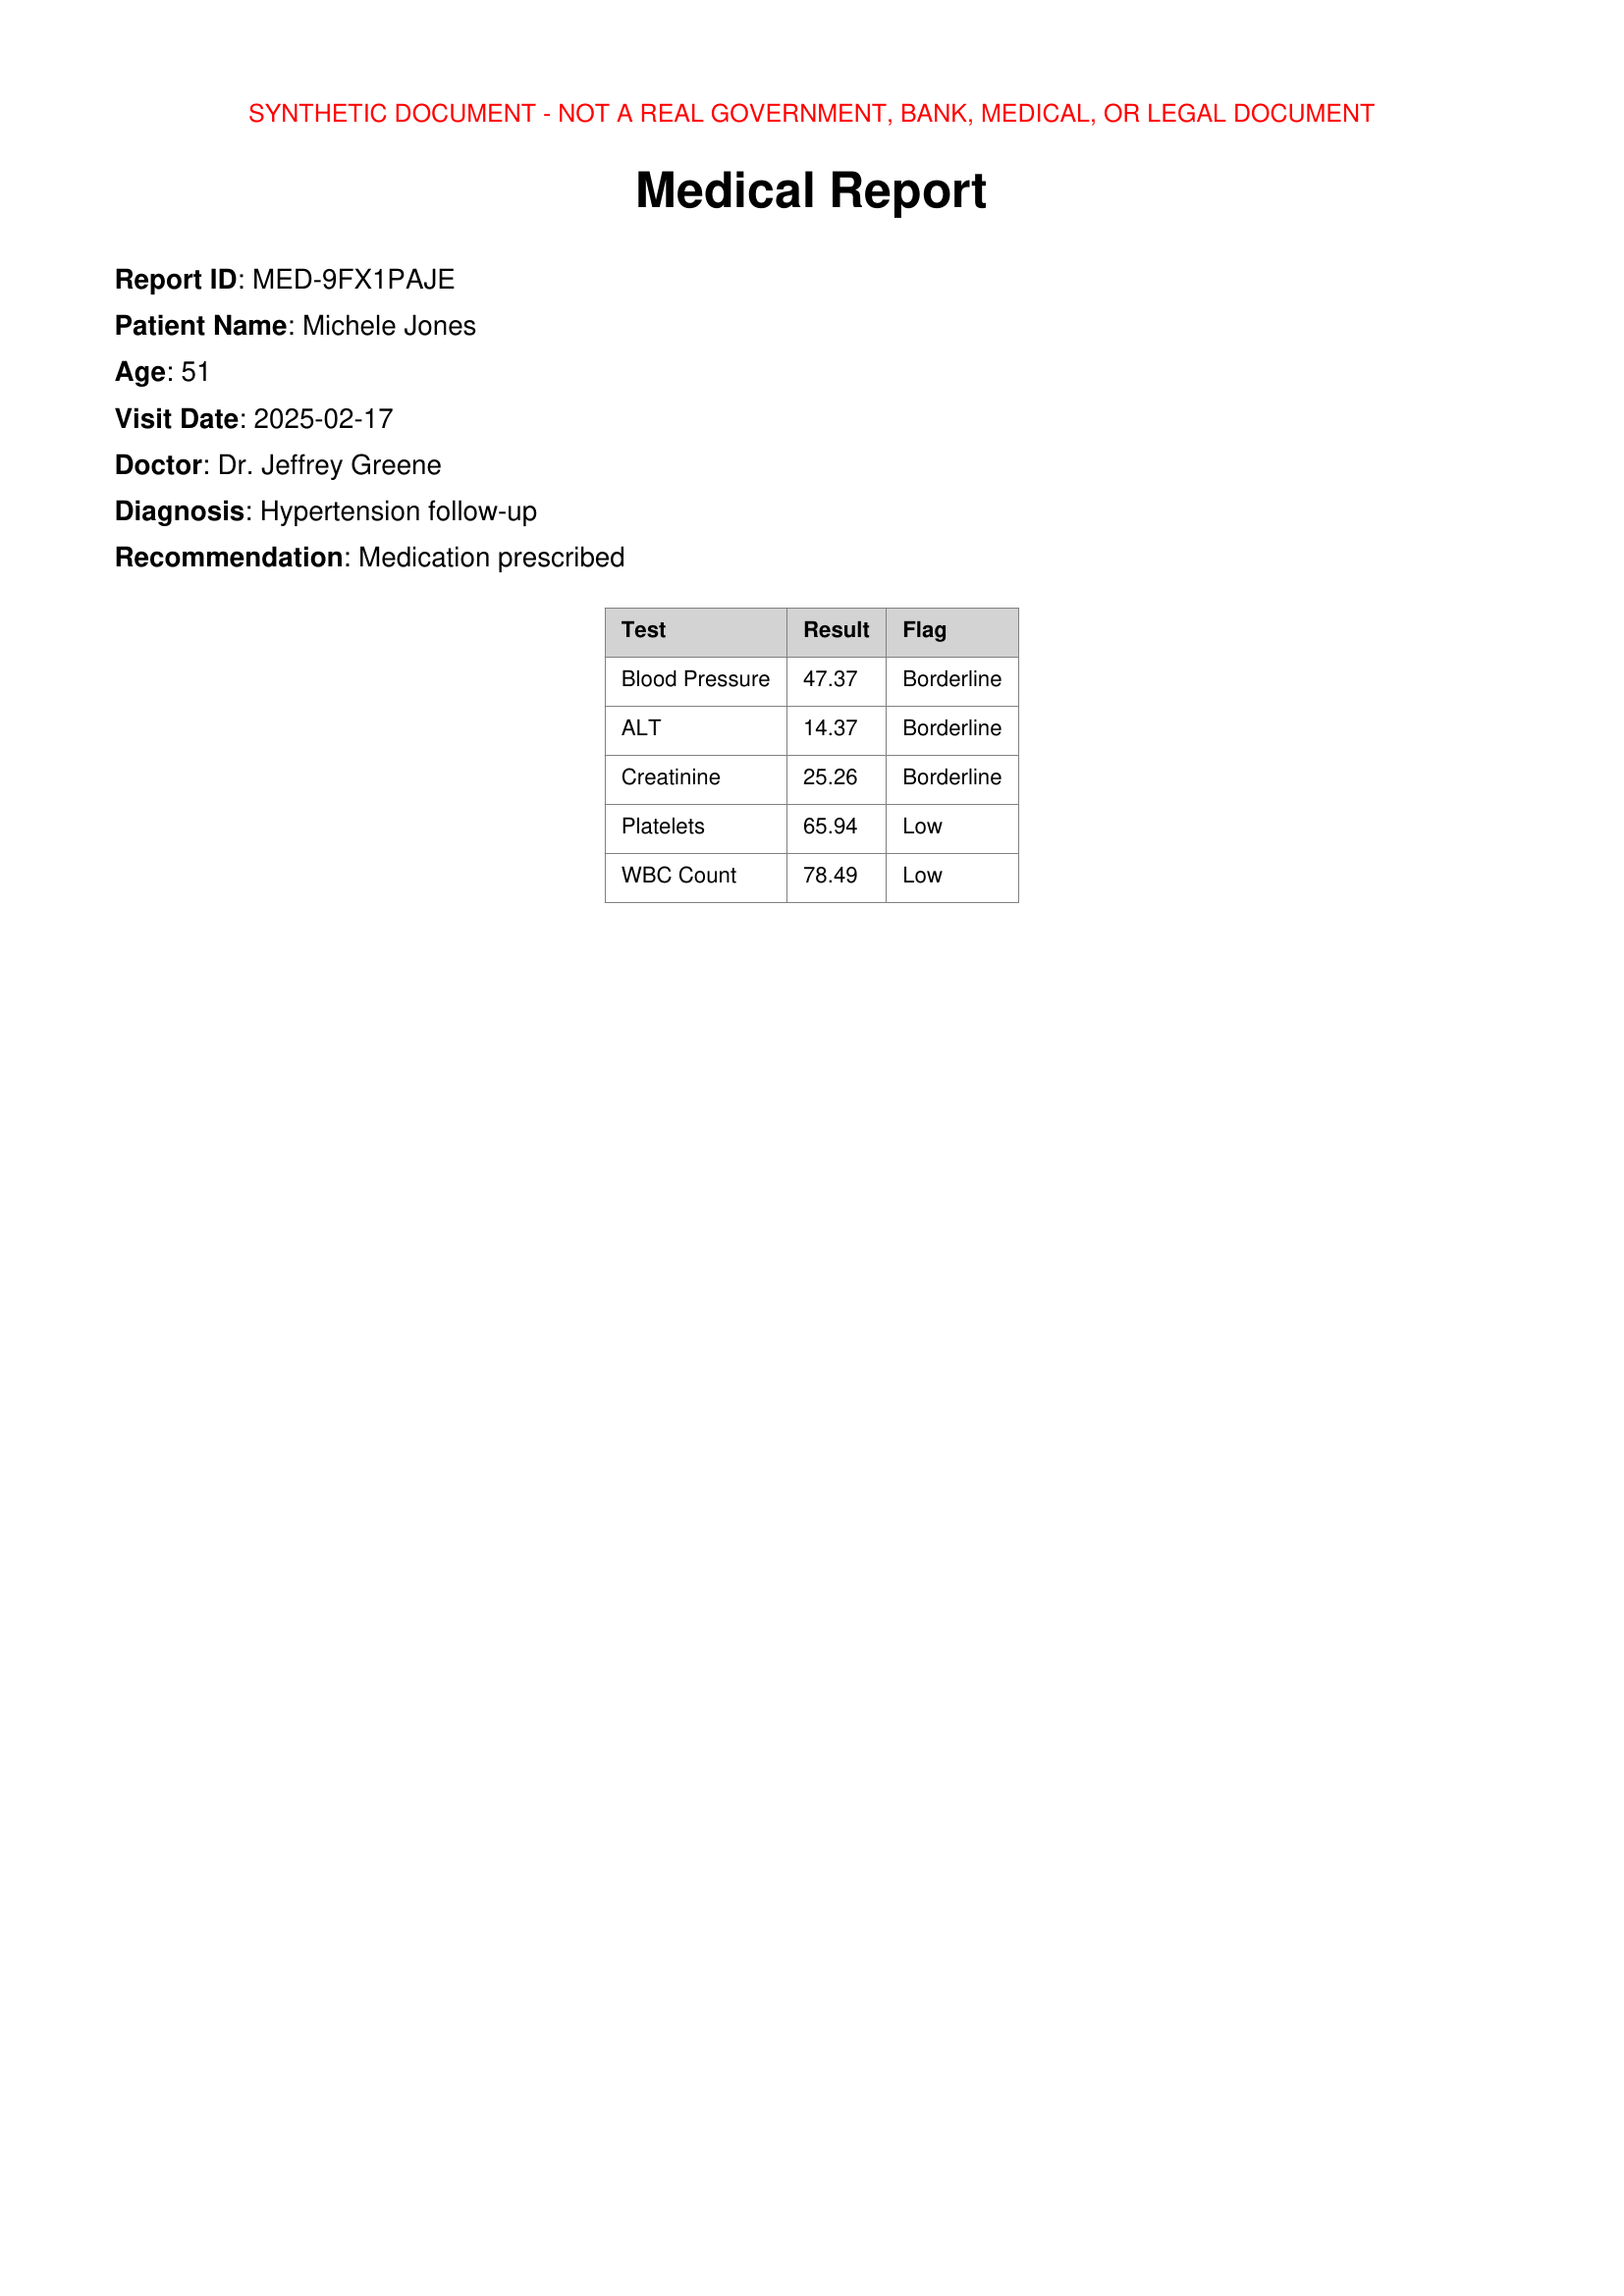 SYNTHETIC DOCUMENT - NOT A REAL GOVERNMENT, BANK, MEDICAL, OR LEGAL DOCUMENT
Medical Report
Report ID: MED-9FX1PAJE
Patient Name: Michele Jones
Age: 51
Visit Date: 2025-02-17
Doctor: Dr. Jeffrey Greene
Diagnosis: Hypertension follow-up
Recommendation: Medication prescribed
Test Result Flag
Blood Pressure 47.37 Borderline
ALT 14.37 Borderline
Creatinine 25.26 Borderline
Platelets 65.94 Low
WBC Count 78.49 Low